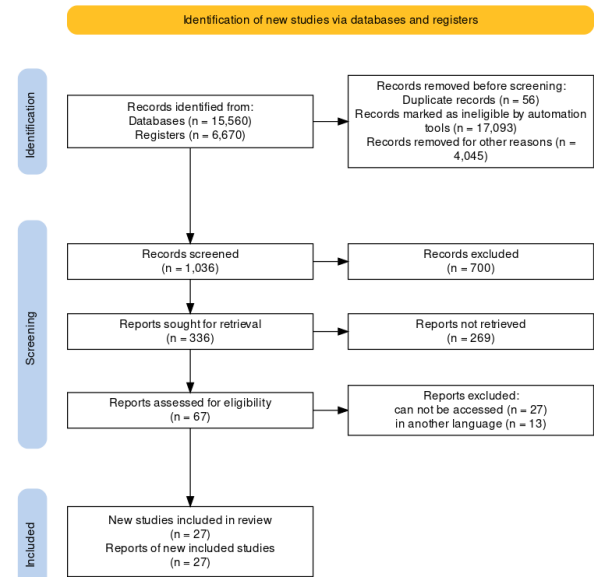 Identification of new studies via databases and registers
Identification
Records identified from:
Databases (n = 15,560)
Registers (n = 6,670)
Records removed before screening:
Duplicate records (n = 56)
Records marked as ineligible by automation
tools (n = 17,093)
Records removed for other reasons (n =
4,045)
Screening
Records screened
(n = 1,036)
Records excluded
(n = 700)
Reports sought for retrieval
(n = 336)
Reports not retrieved
(n = 269)
Reports assessed for eligibility
(n = 67)
Reports excluded:
can not be accessed (n = 27)
in another language (n = 13)
Included
New studies included in review
(n = 27)
Reports of new included studies
(n = 27)